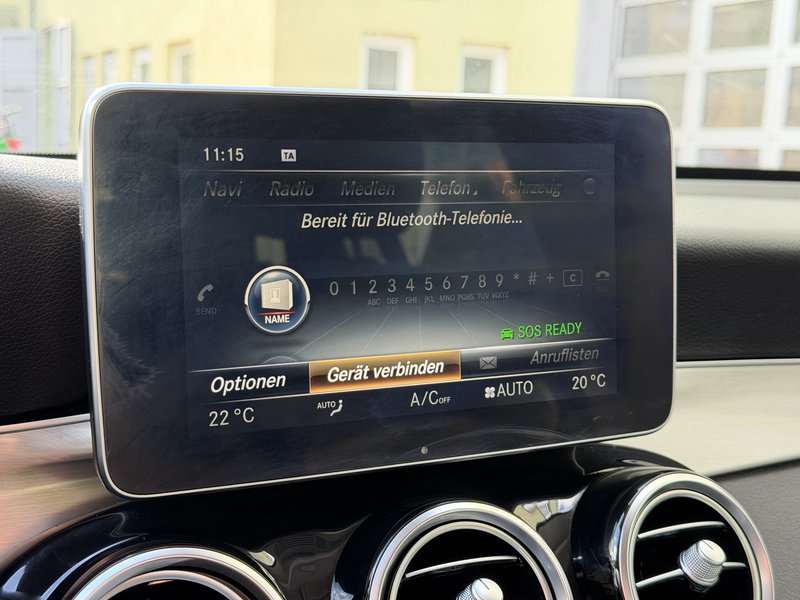 11:15 TA
Navi Radio Medien Telefon Fahrzeug
Bereit für Bluetooth-Telefonie...
0 1 2 3 4 5 6 7 8 9 * # + C
ABC DEF GHI JKL MNO PQRS TUV WXYZ
SEND
NAME
SOS READY
Optionen Gerät verbinden Anruflisten
22 °C AUTO A/C OFF AUTO 20 °C